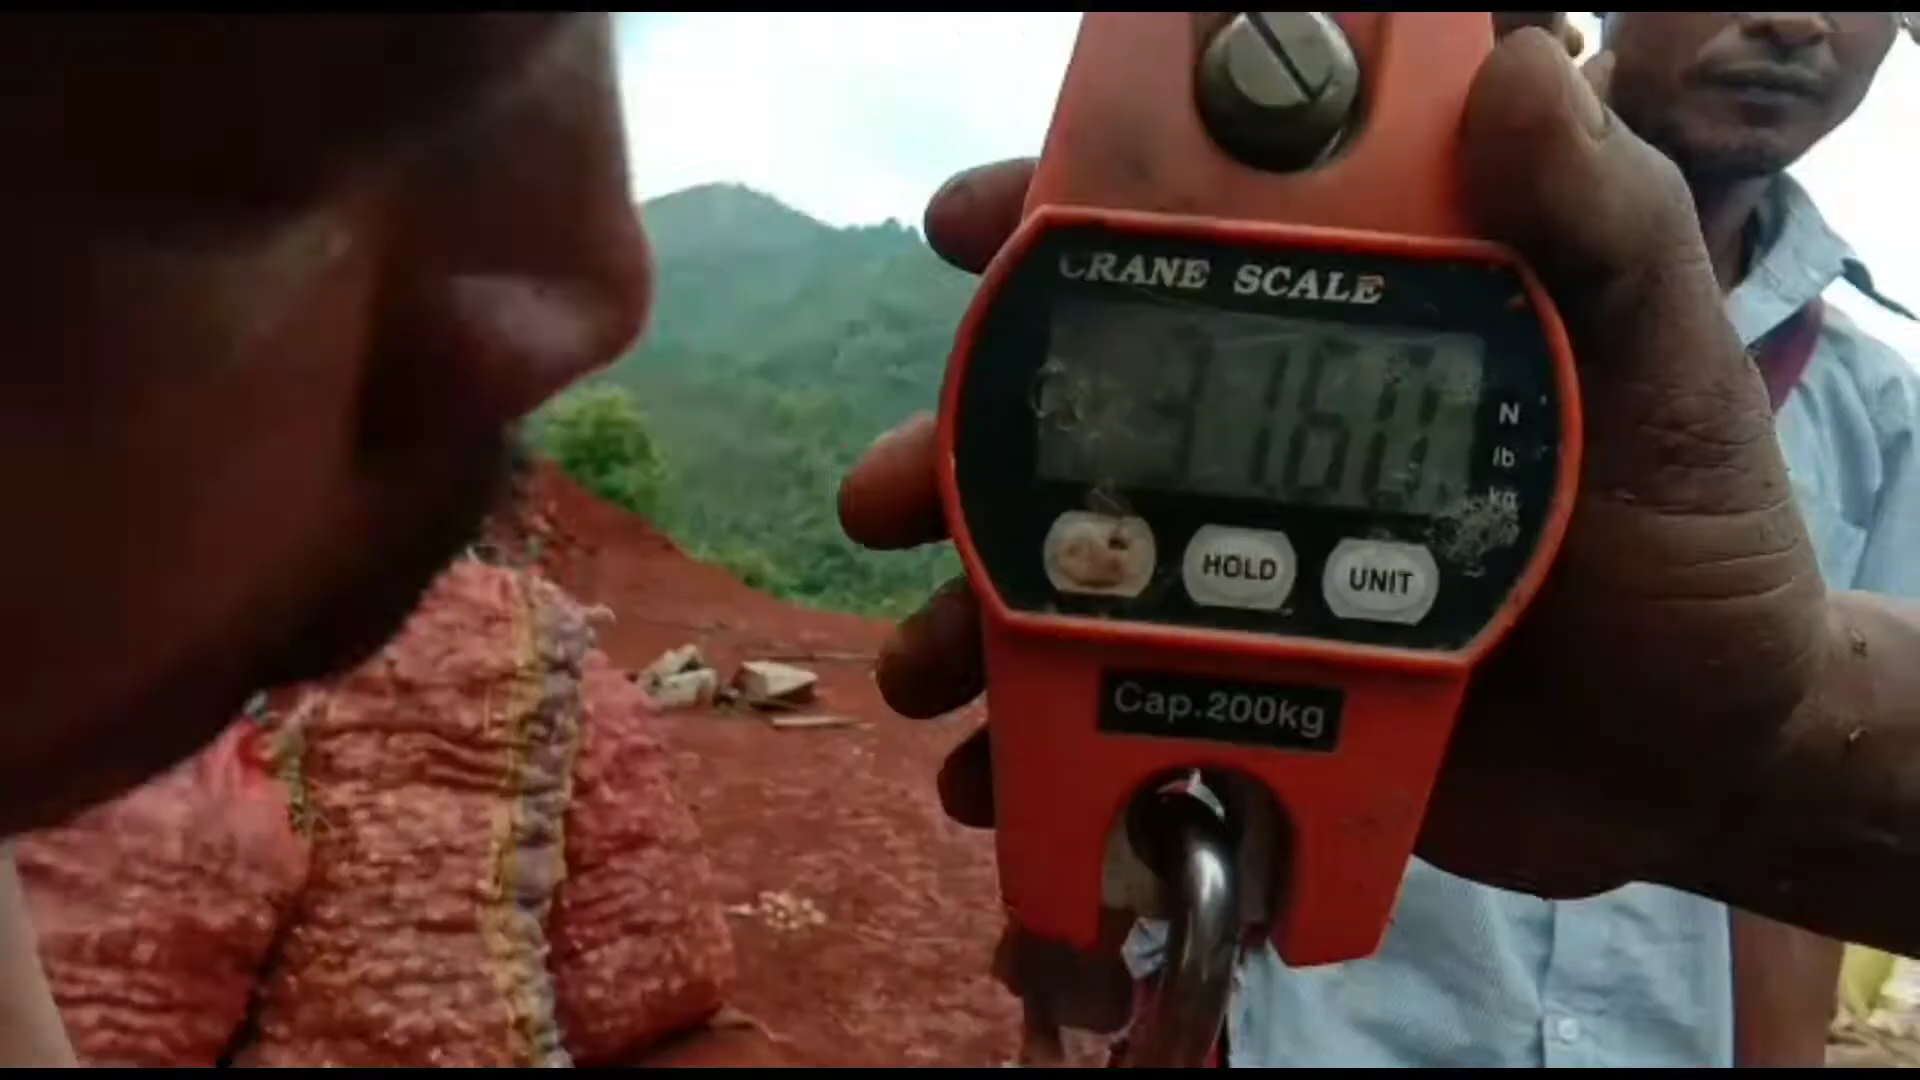 CRANE SCALE
N
lb
kg
HOLD
UNIT
Cap.200kg